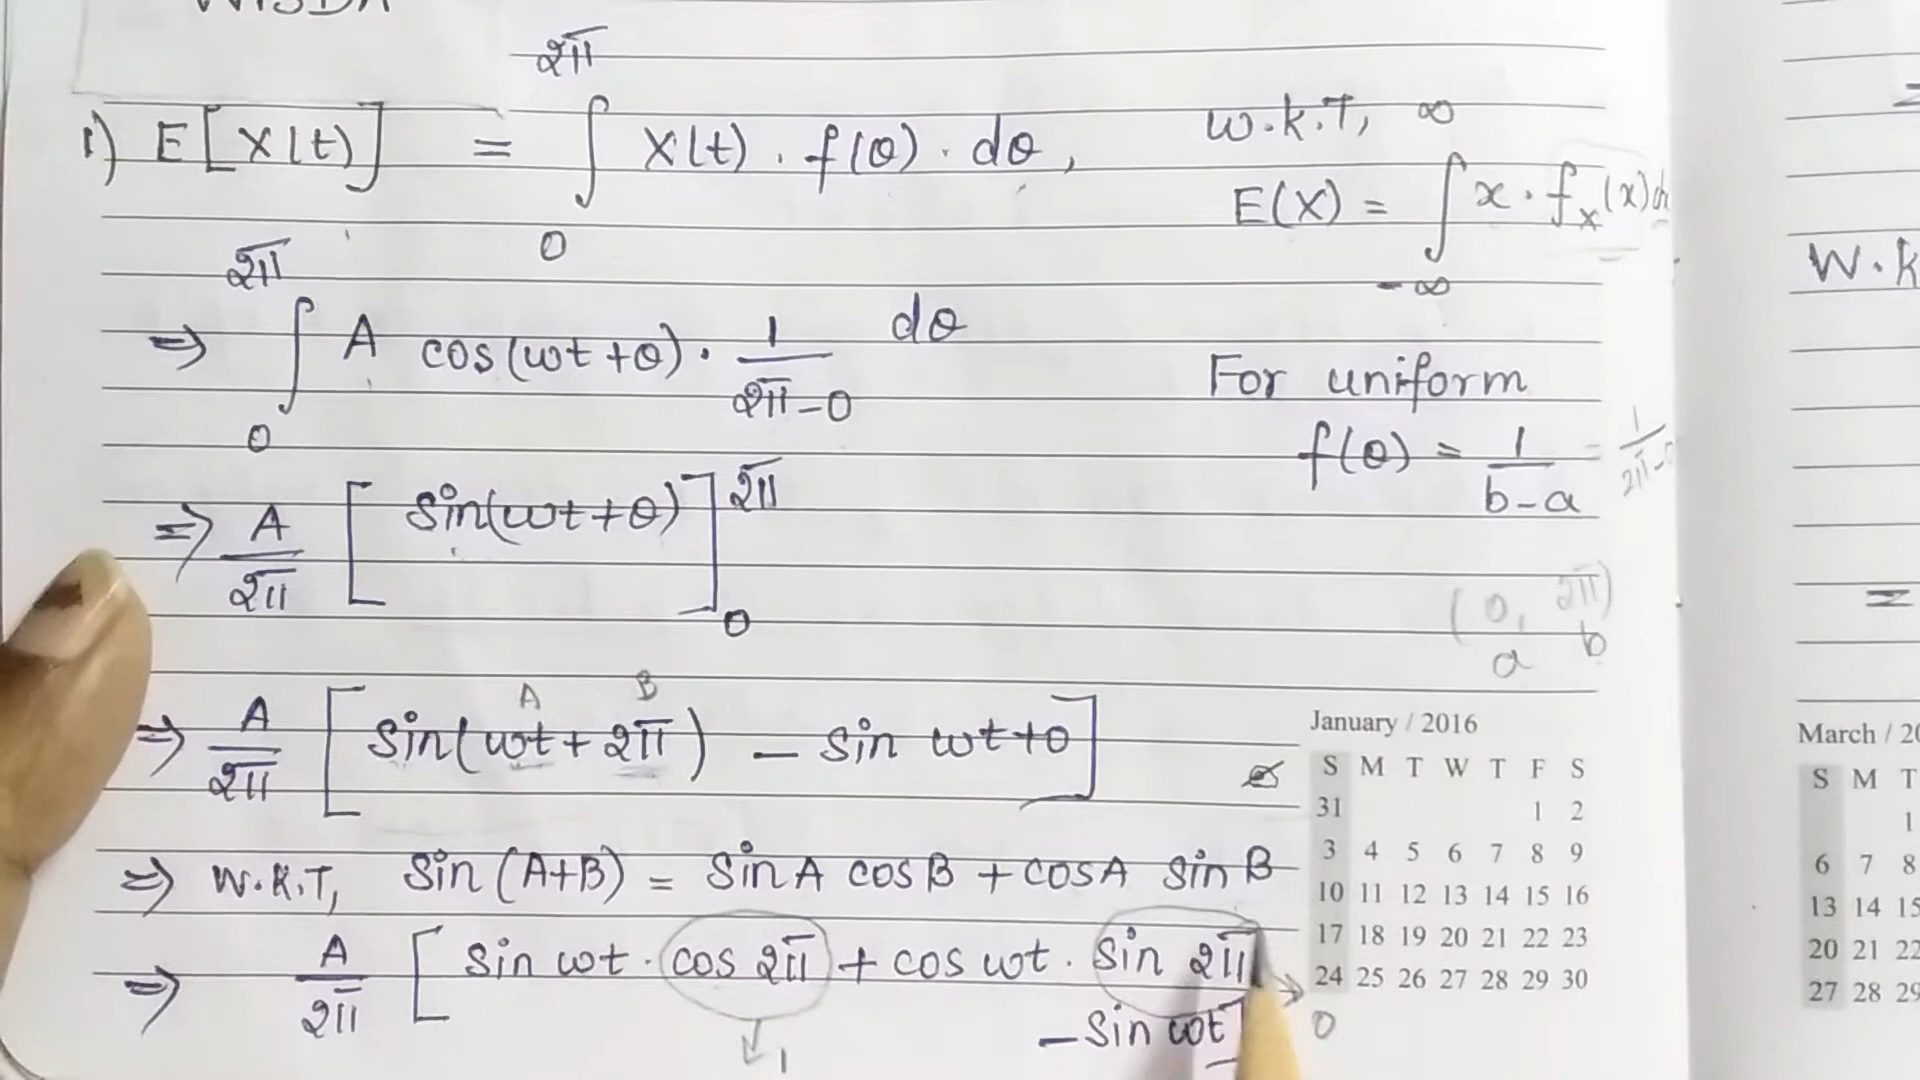 1) E[X(t)] = ∫₀^2π X(t) . f(θ) . dθ,
w.k.T,
E(X) = ∫_-∞^∞ x . f_x(x) dx
⇒ ∫₀^2π A cos(ωt + θ) . 1/(2π-0) dθ
For uniform
f(θ) = 1/(b-a) = 1/(2π-0
(0, 2π)
a b
⇒ A/2π [sin(ωt+θ)]₀^2π
A B
⇒ A/2π [sin(ωt + 2π) - sin ωt+0]
⇒ W.K.T, Sin (A+B) = SinA cosB + cosA sinB
⇒ A/2π [sin ωt . cos 2π + cos ωt . sin 2π
- Sin ωt]
↓ 1
→ 0
January / 2016
S M T W T F S
31 1 2
3 4 5 6 7 8 9
10 11 12 13 14 15 16
17 18 19 20 21 22 23
24 25 26 27 28 29 30
W.K
=
March / 20
S M T
1
6 7 8
13 14 15
20 21 22
27 28 29